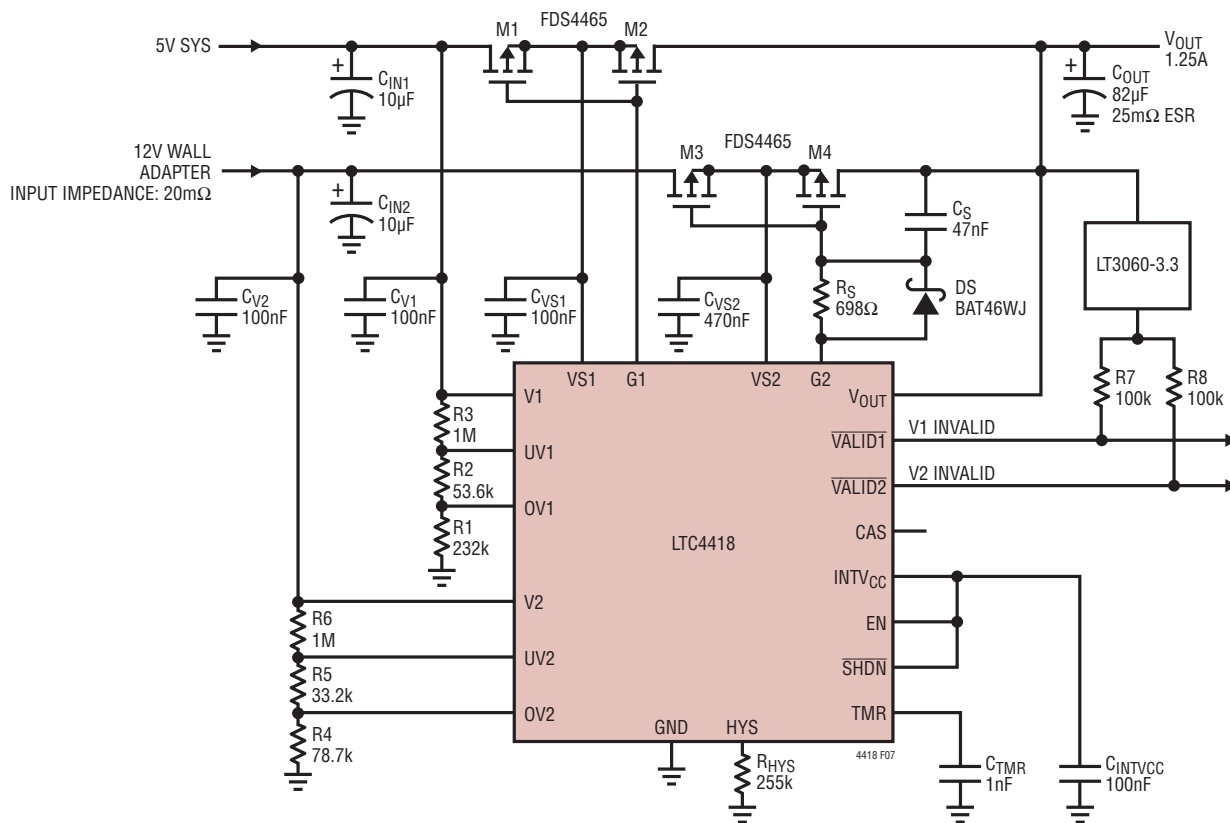 FDS4465
M1
M2
5V SYS
VOUT
1.25A
+
CIN1
10µF
+
COUT
82µF
25mΩ ESR
12V WALL
ADAPTER
INPUT IMPEDANCE: 20mΩ
FDS4465
M3
M4
+
CIN2
10µF
CS
47nF
LT3060-3.3
CV2
100nF
CV1
100nF
CVS1
100nF
CVS2
470nF
RS
698Ω
DS
BAT46WJ
R7
100k
R8
100k
VS1
G1
VS2
G2
V1
VOUT
R3
1M
V1 INVALID
VALID1
UV1
R2
53.6k
V2 INVALID
VALID2
OV1
R1
232k
LTC4418
CAS
INTVCC
V2
EN
R6
1M
UV2
SHDN
R5
33.2k
OV2
TMR
R4
78.7k
GND
HYS
4418 F07
RHYS
255k
CTMR
1nF
CINTVCC
100nF